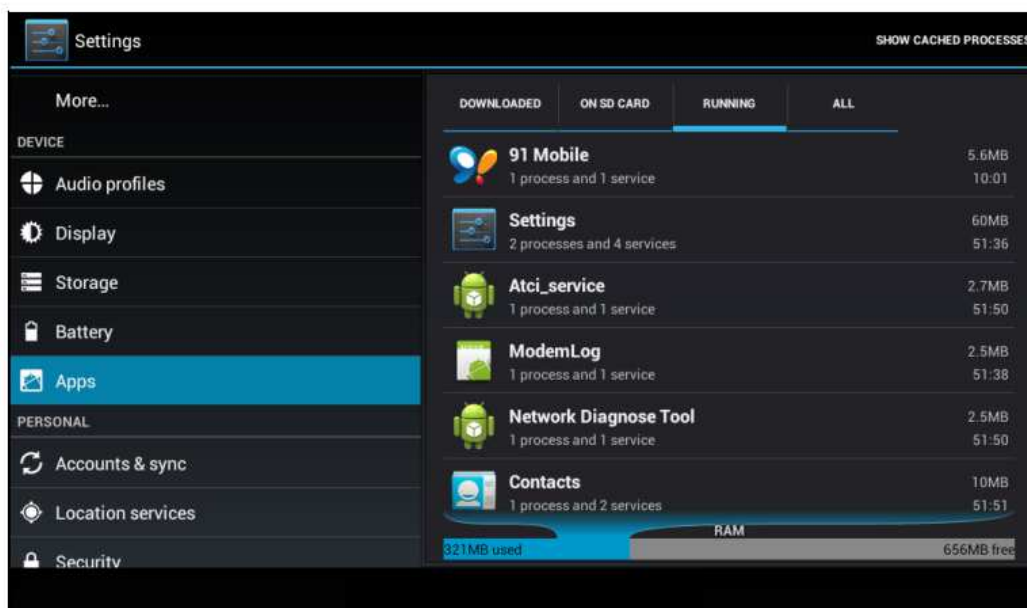 Settings
SHOW CACHED PROCESSES
More...
DEVICE
Audio profiles
Display
Storage
Battery
Apps
PERSONAL
Accounts & sync
Location services
Security
DOWNLOADED
ON SD CARD
RUNNING
ALL
91 Mobile
5.6MB
1 process and 1 service
10:01
Settings
60MB
2 processes and 4 services
51:36
Atci_service
2.7MB
1 process and 1 service
51:50
ModemLog
2.5MB
1 process and 1 service
51:38
Network Diagnose Tool
2.5MB
1 process and 1 service
51:50
Contacts
10MB
1 process and 2 services
51:51
RAM
321MB used
656MB free